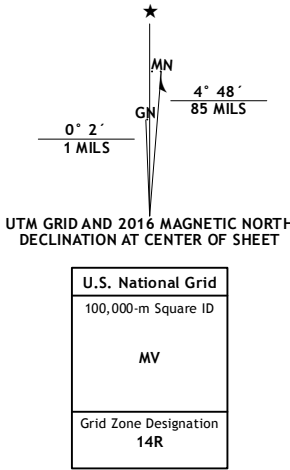 ★
MN
GN
4° 48´
85 MILS
0° 2´
1 MILS
UTM GRID AND 2016 MAGNETIC NORTH
DECLINATION AT CENTER OF SHEET
U.S. National Grid
100,000-m Square ID
MV
Grid Zone Designation
14R